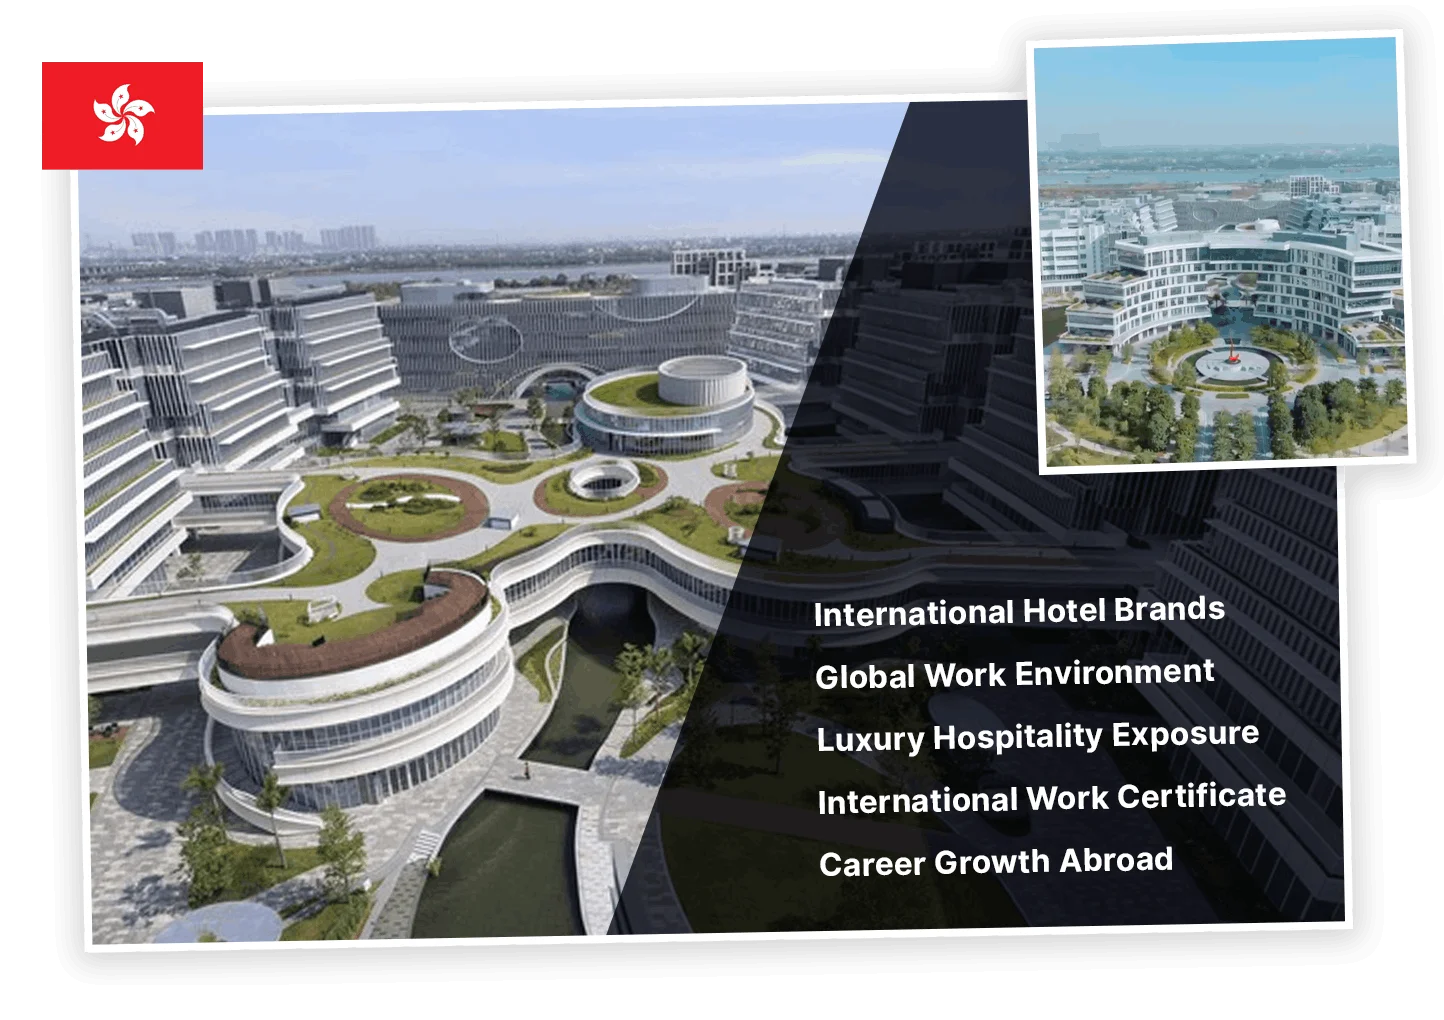 International Hotel Brands
Global Work Environment
Luxury Hospitality Exposure
International Work Certificate
Career Growth Abroad